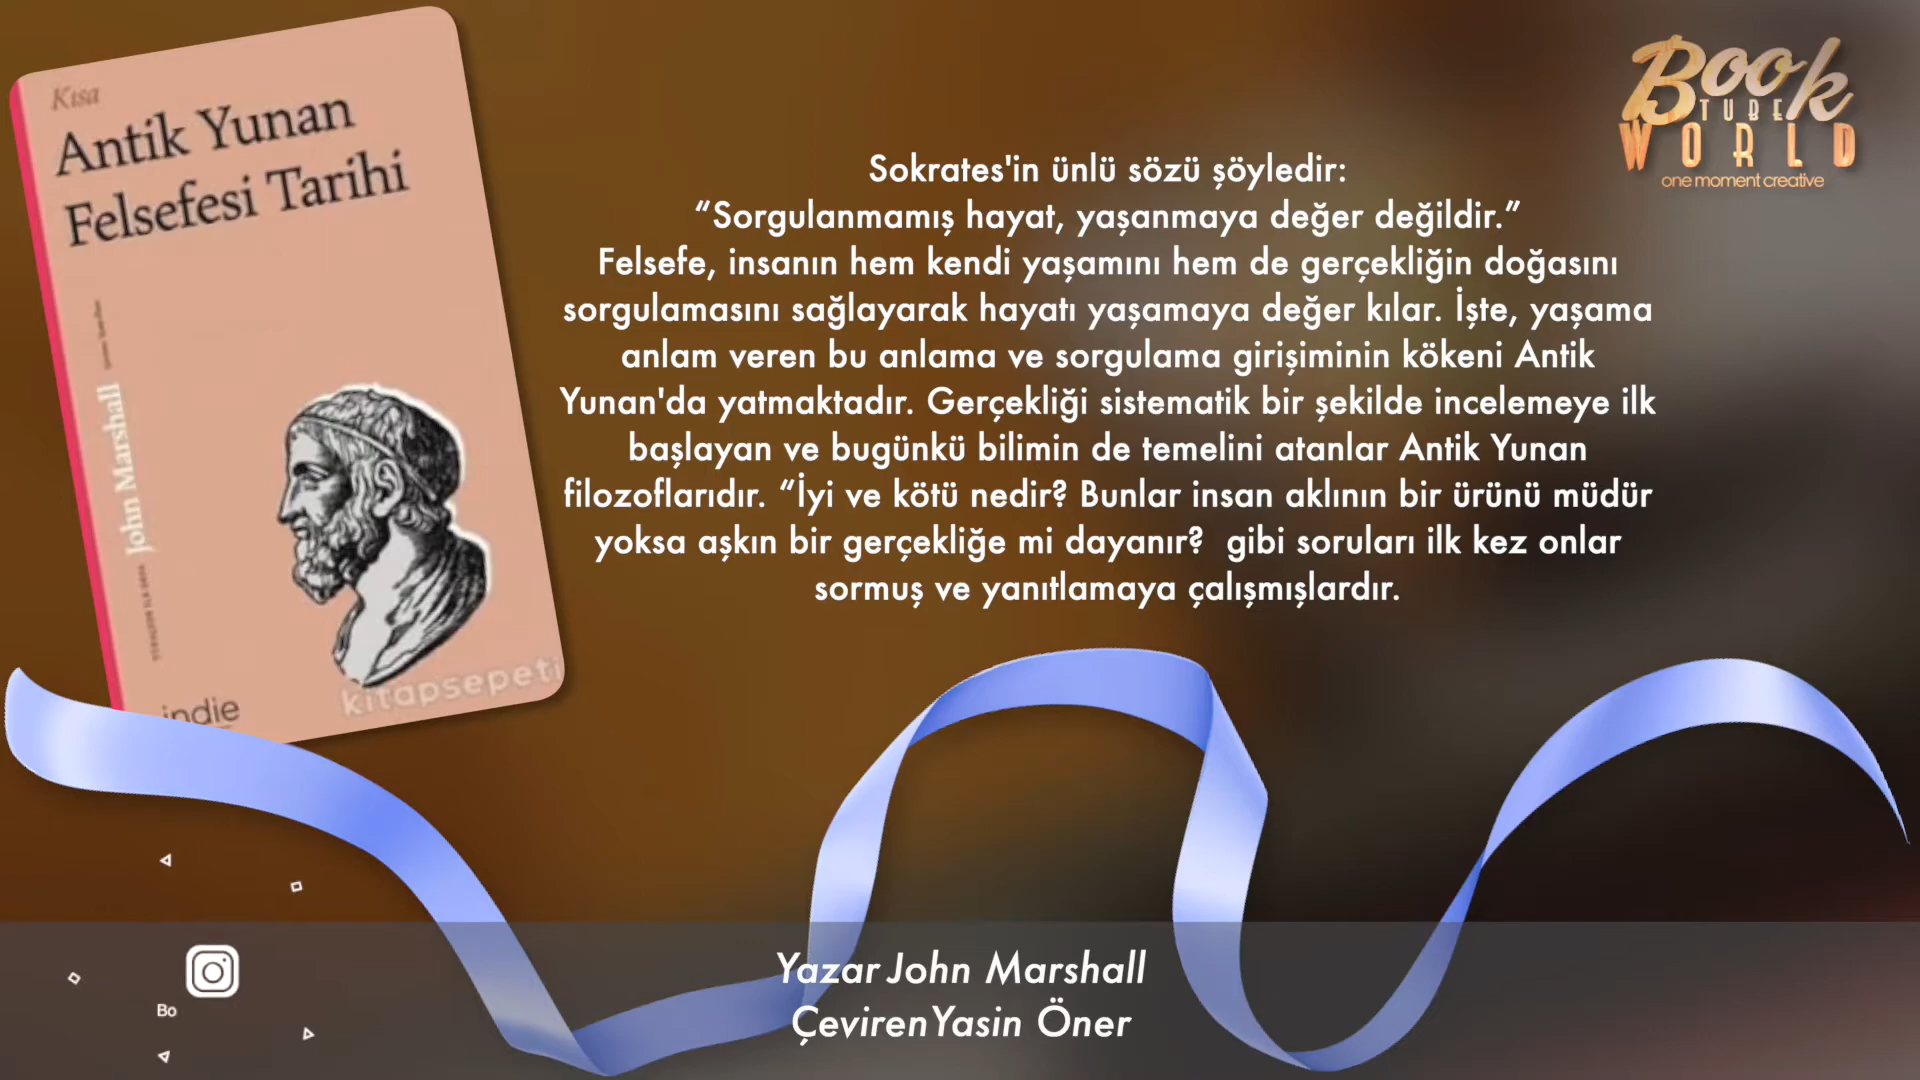 Kısa
Antik Yunan
Felsefesi Tarihi
John Marshall
indie
kitapsepeti
Book
TUBE
WORLD
one moment creative
Sokrates'in ünlü sözü şöyledir:
“Sorgulanmamış hayat, yaşanmaya değer değildir.”
Felsefe, insanın hem kendi yaşamını hem de gerçekliğin doğasını
sorgulamasını sağlayarak hayatı yaşamaya değer kılar. İşte, yaşama
anlam veren bu anlama ve sorgulama girişiminin kökeni Antik
Yunan'da yatmaktadır. Gerçekliği sistematik bir şekilde incelemeye ilk
başlayan ve bugünkü bilimin de temelini atanlar Antik Yunan
filozoflarıdır. “İyi ve kötü nedir? Bunlar insan aklının bir ürünü müdür
yoksa aşkın bir gerçekliğe mi dayanır?  gibi soruları ilk kez onlar
sormuş ve yanıtlamaya çalışmışlardır.
Bo
Yazar John Marshall
ÇevirenYasin Öner